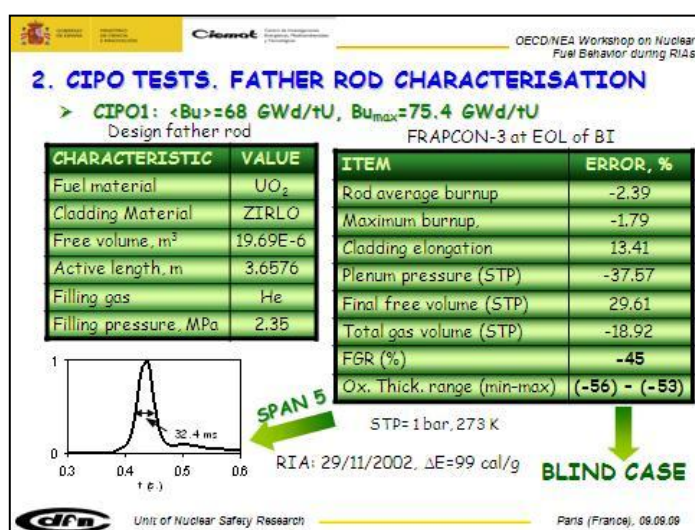 Ciemat
OECD/NEA Workshop on Nuclear
Fuel Behavior during RIAs
2. CIPO TESTS. FATHER ROD CHARACTERISATION
➢ CIPO1: <Bu>=68 GWd/tU, Bumax=75.4 GWd/tU
Design father rod
CHARACTERISTIC VALUE
Fuel material UO2
Cladding Material ZIRLO
Free volume, m3 19.69E-6
Active length, m 3.6576
Filling gas He
Filling pressure, MPa 2.35
FRAPCON-3 at EOL of BI
ITEM ERROR, %
Rod average burnup -2.39
Maximum burnup, -1.79
Cladding elongation 13.41
Plenum pressure (STP) -37.57
Final free volume (STP) 29.61
Total gas volume (STP) -18.92
FGR (%) -45
Ox. Thick. range (min-max) (-56) - (-53)
1
32.4 ms
0
0.3 0.4 0.5 0.6
t (s.)
SPAN 5
STP= 1 bar, 273 K
RIA: 29/11/2002, ΔE=99 cal/g
BLIND CASE
dfn
Unit of Nuclear Safety Research
Paris (France), 09.09.09